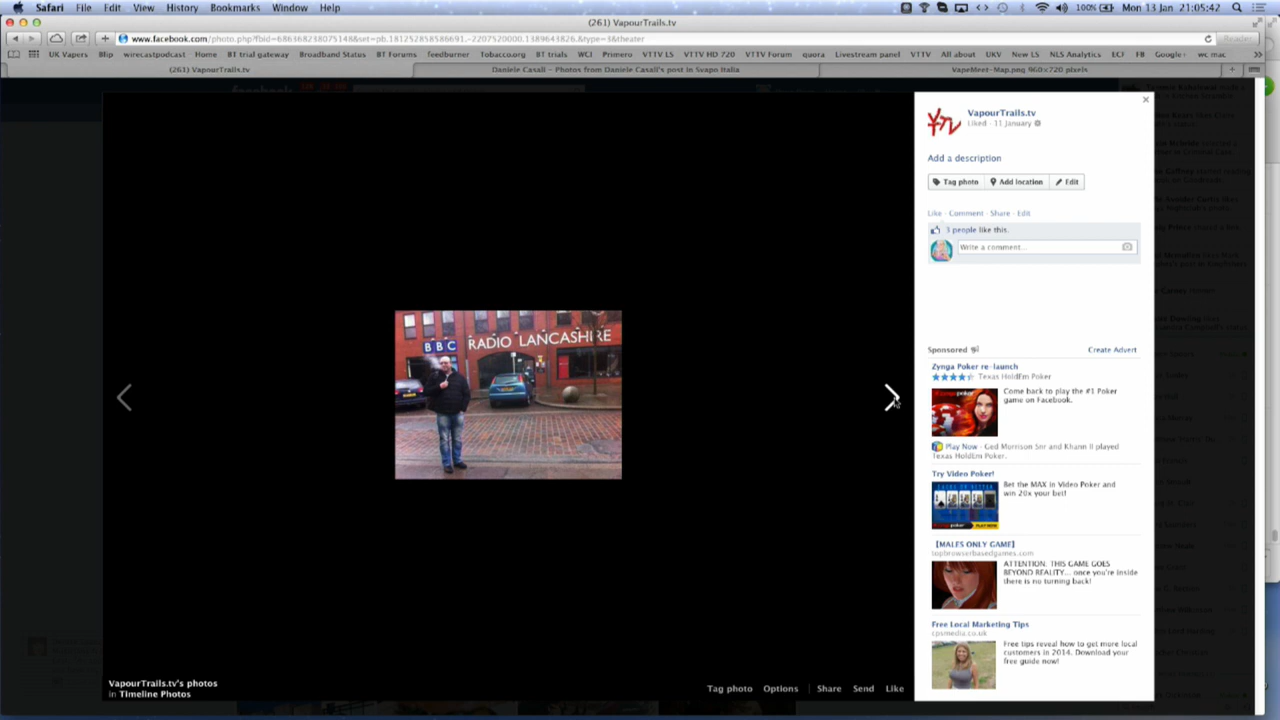 Safari File Edit View History Bookmarks Window Help
100% Mon 13 Jan 21:05:42
(261) VapourTrails.tv
Reader
UK Vapers Blip wirecastpodcast Home BT trial gateway Broadband Status BT Forums feedburner Tobacco.org BT trials WCI Primero VTTV LS VTTV HD 720 VTTV Forum quora Livestream panel VTTV All about UKV New LS NLS Analytics ECF FB Google+ wc mac
(261) VapourTrails.tv
Daniele Casali - Photos from Daniele Casali's post in Svapo Italia
VapeMeet-Map.png 960×720 pixels
VapourTrails.tv
Liked · 11 January
Add a description
Tag photo Add location Edit
Like · Comment · Share · Edit
3 people like this.
Write a comment...
BBC RADIO LANCASHIRE
Sponsored
Create Advert
Zynga Poker re-launch
Texas HoldEm Poker
Come back to play the #1 Poker
game on Facebook.
Play Now · Ged Morrison Snr and Khann II played
Texas HoldEm Poker.
Try Video Poker!
Bet the MAX in Video Poker and
win 20x your bet!
【MALES ONLY GAME】
topbrowserbasedgames.com
ATTENTION: THIS GAME GOES
BEYOND REALITY... once you're inside
there is no turning back!
Free Local Marketing Tips
cpsmedia.co.uk
Free tips reveal how to get more local
customers in 2014. Download your
free guide now!
VapourTrails.tv's photos
in Timeline Photos
Tag photo Options Share Send Like